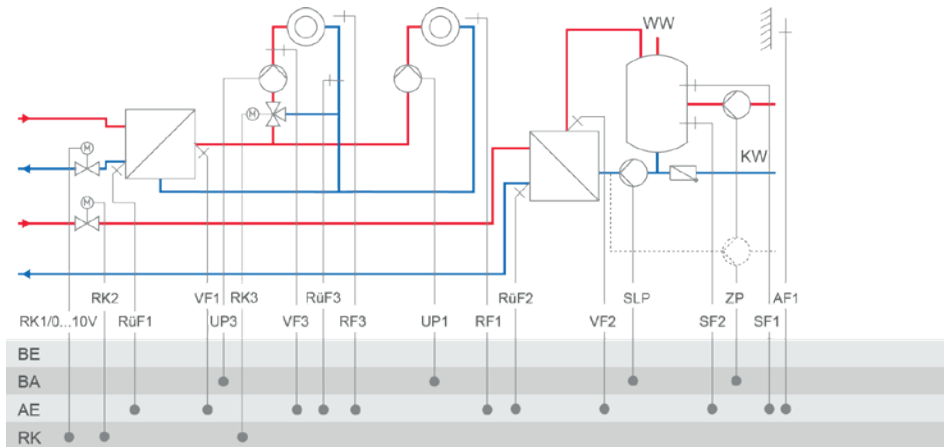 WW
M
M
KW
M
RK2 VF1 RK3 RüF3 RüF2 SLP ZP AF1
RK1/0...10V RüF1 UP3 VF3 RF3 UP1 RF1 VF2 SF2 SF1
BE
BA
AE
RK